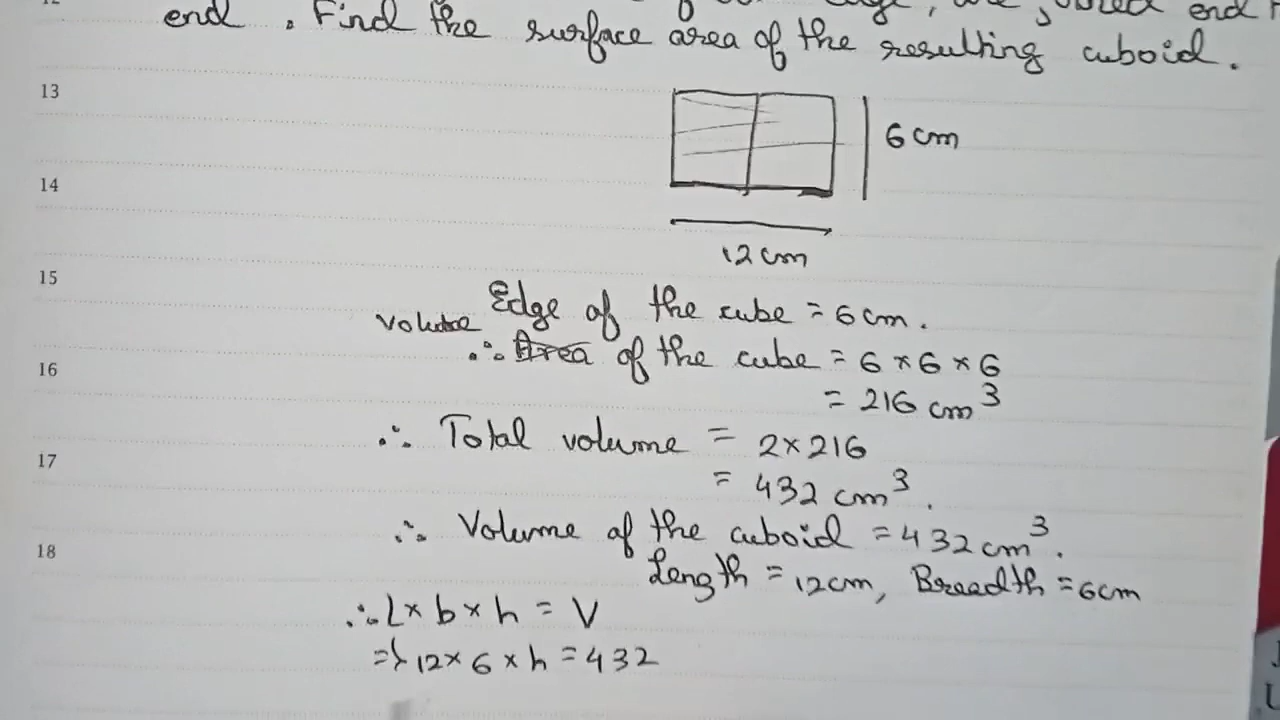 end. Find the surface area of the resulting cuboid.
13
6 cm
14
12 cm
15
Edge of the cube = 6 cm.
Volume
∴ Area of the cube = 6 × 6 × 6
16
= 216 cm³
∴ Total volume = 2 × 216
17
= 432 cm³.
∴ Volume of the cuboid = 432 cm³.
18
Length = 12 cm, Breadth = 6 cm
∴ L × b × h = V
=> 12 × 6 × h = 432